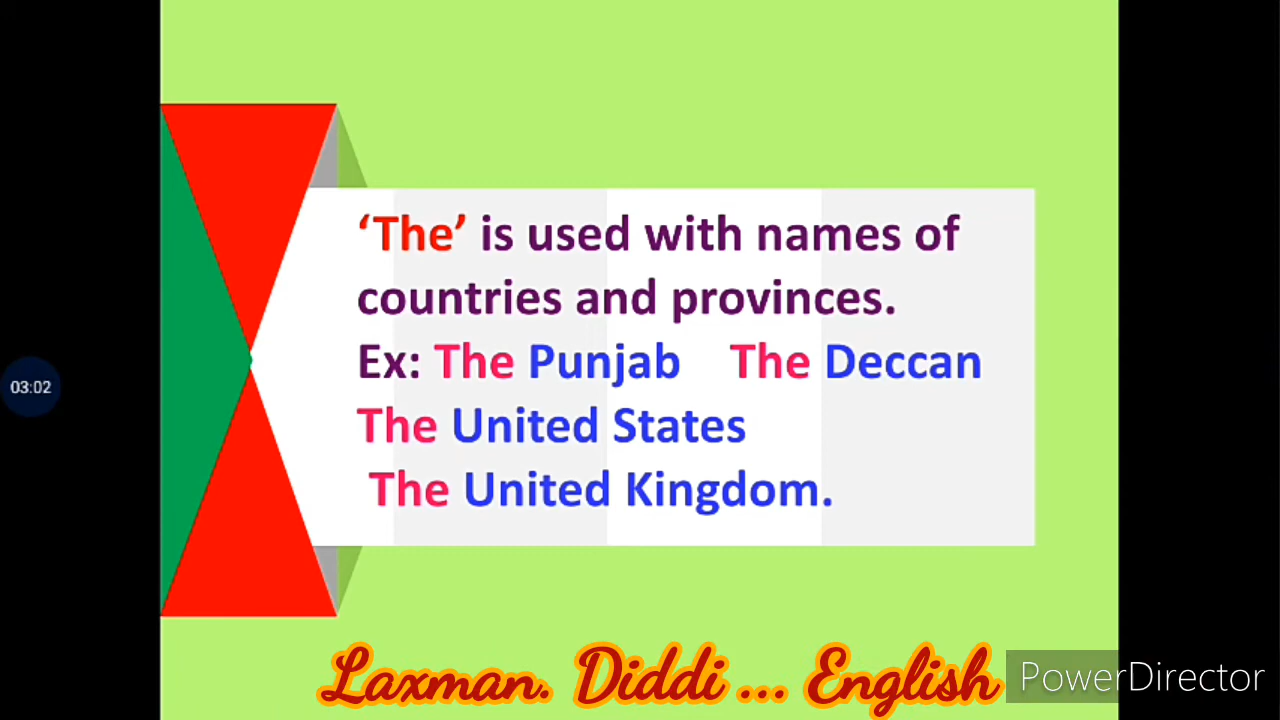 ‘The’ is used with names of
countries and provinces.
Ex: The Punjab The Deccan
The United States
The United Kingdom.
03:02
Laxman. Diddi ... English
PowerDirector